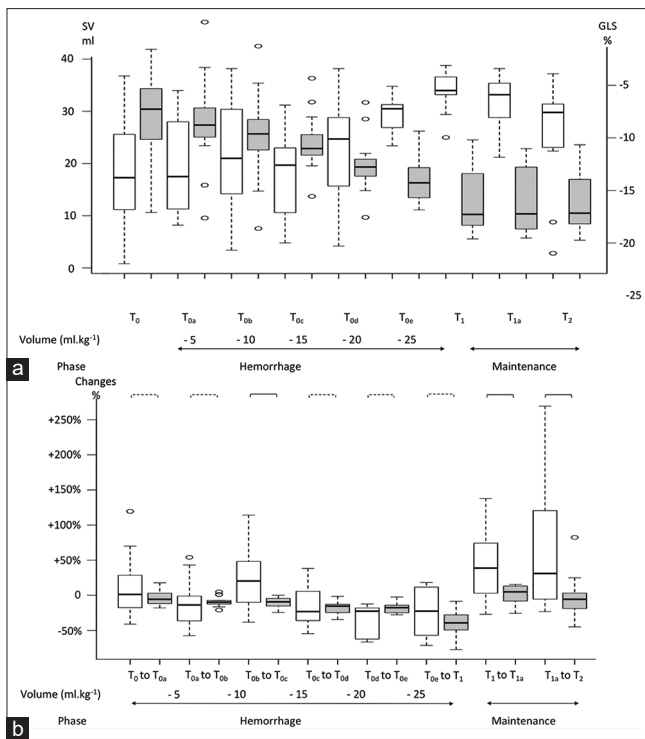 SV GLS
ml %
40
-5
30
-10
20
-15
10
-20
0
-25
T0 T0a T0b T0c T0d T0e T1 T1a T2
Volume (ml.kg-1) - 5 - 10 - 15 - 20 - 25
Phase Hemorrhage Maintenance
a
Changes
%
+250%
+200%
+150%
+100%
+50%
0
-50%
T0 to T0a T0a to T0b T0b to T0c T0c to T0d T0d to T0e T0e to T1 T1 to T1a T1a to T2
Volume (ml.kg-1) - 5 - 10 - 15 - 20 - 25
Phase Hemorrhage Maintenance
b